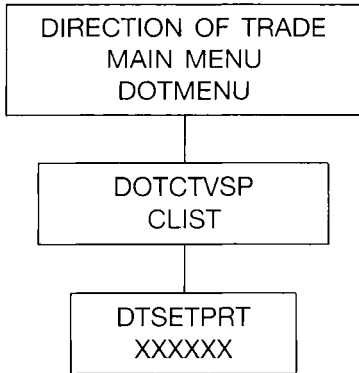 DIRECTION OF TRADE
MAIN MENU
DOTMENU
DOTCTVSP
CLIST
DTSETPRT
XXXXXX